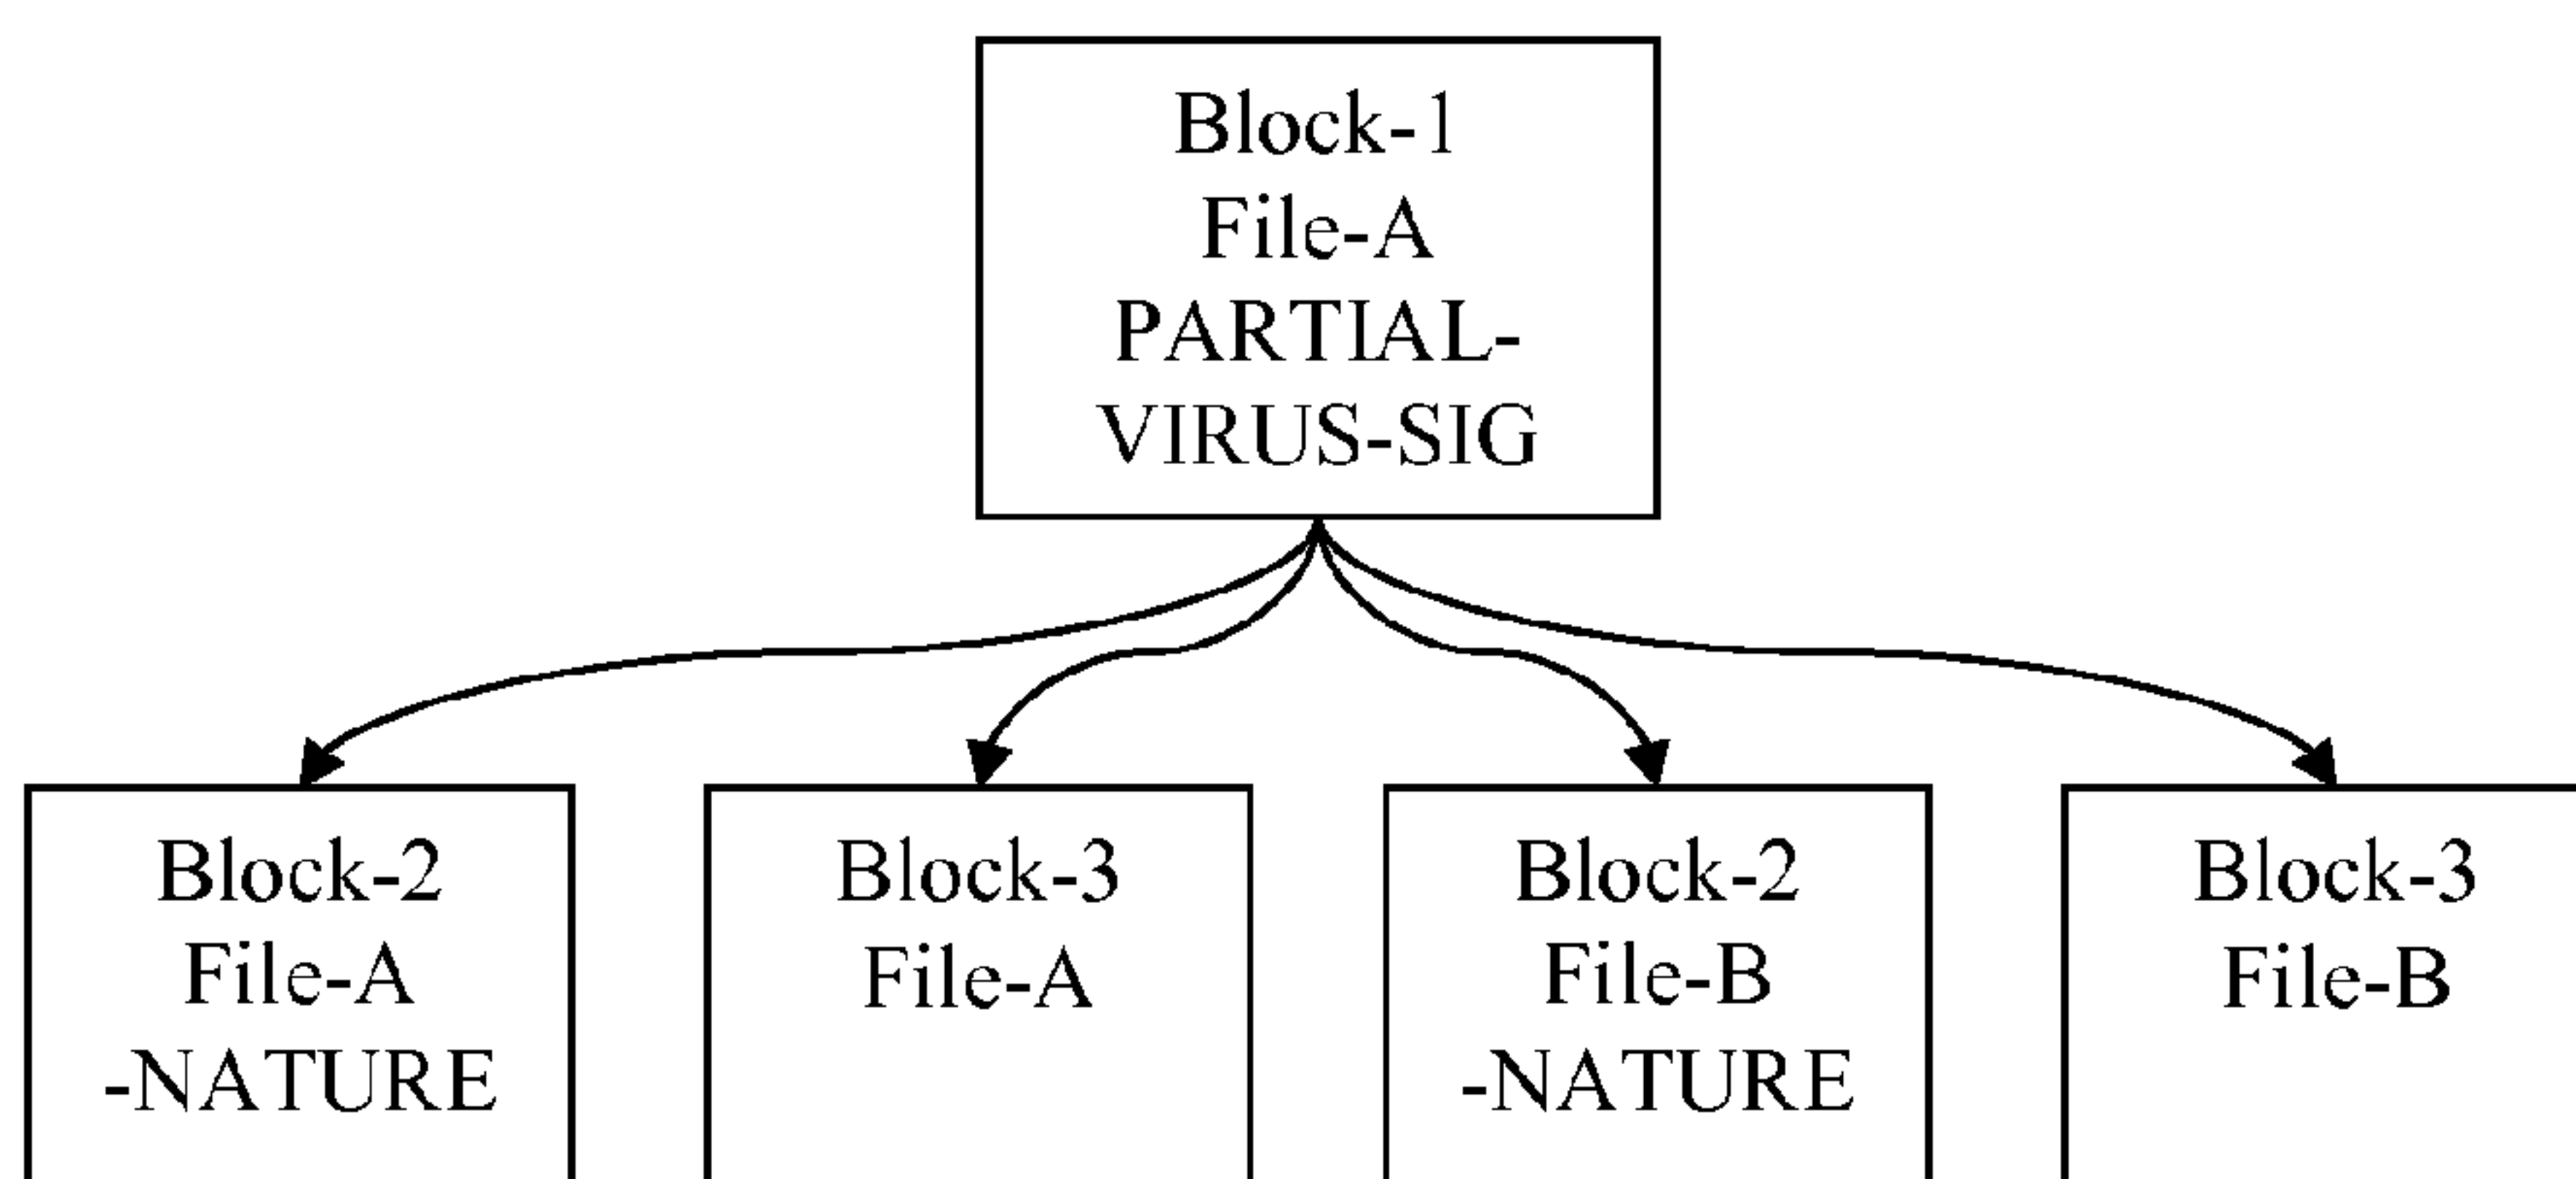 Block-1
File-A
PARTIAL-
VIRUS-SIG
Block-2
File-A
-NATURE
Block-3
File-A
Block-2
File-B
-NATURE
Block-3
File-B